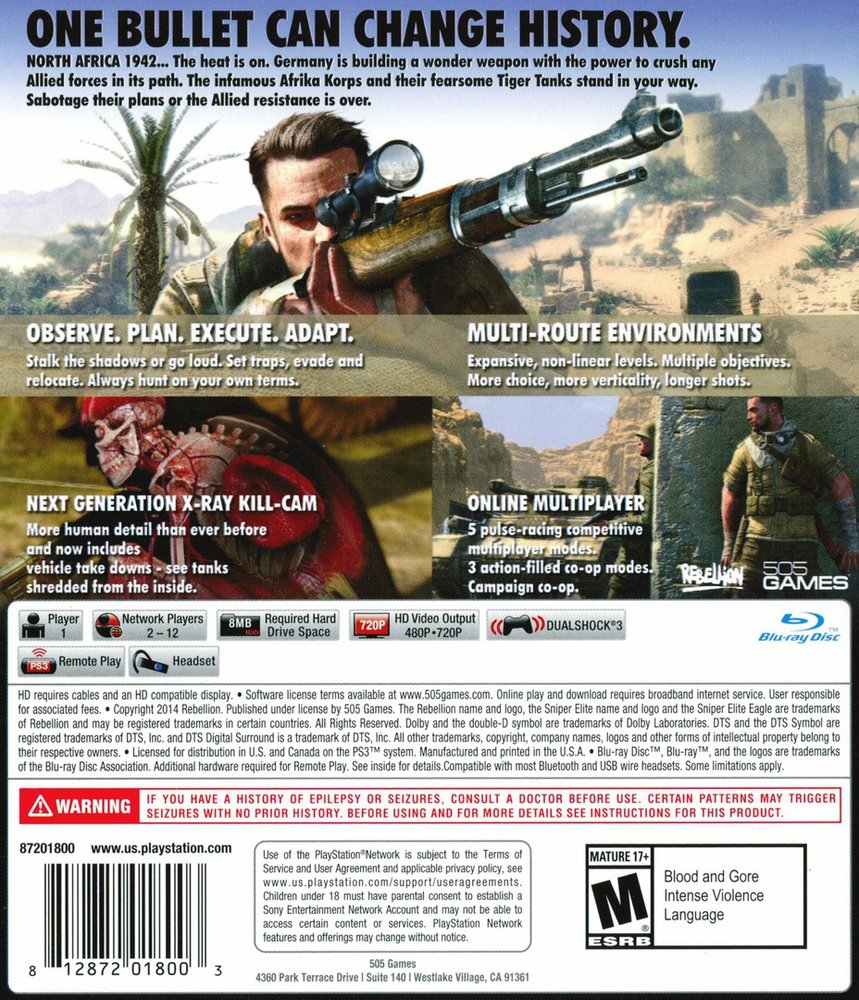 ONE BULLET CAN CHANGE HISTORY.
NORTH AFRICA 1942... The heat is on. Germany is building a wonder weapon with the power to crush any
Allied forces in its path. The infamous Afrika Korps and their fearsome Tiger Tanks stand in your way.
Sabotage their plans or the Allied resistance is over.
OBSERVE. PLAN. EXECUTE. ADAPT.
Stalk the shadows or go loud. Set traps, evade and
relocate. Always hunt on your own terms.
MULTI-ROUTE ENVIRONMENTS
Expansive, non-linear levels. Multiple objectives.
More choice, more verticality, longer shots.
NEXT GENERATION X-RAY KILL-CAM
More human detail than ever before
and now includes
vehicle take downs - see tanks
shredded from the inside.
ONLINE MULTIPLAYER
5 pulse-racing competitive
multiplayer modes.
3 action-filled co-op modes.
Campaign co-op.
REBELLION
505
GAMES
Player
1
Network Players
2 – 12
8MB
Required Hard
Drive Space
720P
HD Video Output
480P•720P
DUALSHOCK®3
Blu-ray Disc™
PS3
Remote Play
Headset
HD requires cables and an HD compatible display. • Software license terms available at www.505games.com. Online play and download requires broadband internet service. User responsible
for associated fees. • Copyright 2014 Rebellion. Published under license by 505 Games. The Rebellion name and logo, the Sniper Elite name and logo and the Sniper Elite Eagle are trademarks
of Rebellion and may be registered trademarks in certain countries. All Rights Reserved. Dolby and the double-D symbol are trademarks of Dolby Laboratories. DTS and the DTS Symbol are
registered trademarks of DTS, Inc. and DTS Digital Surround is a trademark of DTS, Inc. All other trademarks, copyright, company names, logos and other forms of intellectual property belong to
their respective owners. • Licensed for distribution in U.S. and Canada on the PS3™ system. Manufactured and printed in the U.S.A. • Blu-ray Disc™, Blu-ray™, and the logos are trademarks
of the Blu-ray Disc Association. Additional hardware required for Remote Play. See inside for details.Compatible with most Bluetooth and USB wire headsets. Some limitations apply.
WARNING
IF YOU HAVE A HISTORY OF EPILEPSY OR SEIZURES, CONSULT A DOCTOR BEFORE USE. CERTAIN PATTERNS MAY TRIGGER
SEIZURES WITH NO PRIOR HISTORY. BEFORE USING AND FOR MORE DETAILS SEE INSTRUCTIONS FOR THIS PRODUCT.
87201800 www.us.playstation.com
8 12872 01800 3
Use of the PlayStation®Network is subject to the Terms of
Service and User Agreement and applicable privacy policy, see
www.us.playstation.com/support/useragreements.
Children under 18 must have parental consent to establish a
Sony Entertainment Network Account and may not be able to
access certain content or services. PlayStation Network
features and offerings may change without notice.
505 Games
4360 Park Terrace Drive | Suite 140 | Westlake Village, CA 91361
MATURE 17+
M®
ESRB
Blood and Gore
Intense Violence
Language